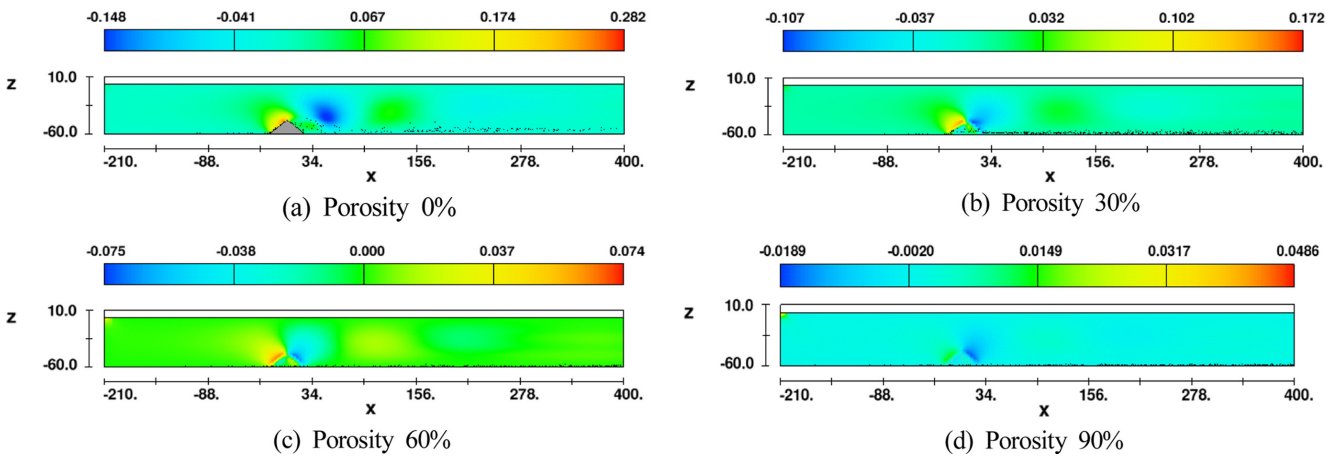 -0.148 -0.041 0.067 0.174 0.282
z
10.0
-60.0
-210. -88. 34. 156. 278. 400.
x
(a) Porosity 0%
-0.107 -0.037 0.032 0.102 0.172
z
10.0
-60.0
-210. -88. 34. 156. 278. 400.
x
(b) Porosity 30%
-0.075 -0.038 0.000 0.037 0.074
z
10.0
-60.0
-210. -88. 34. 156. 278. 400.
x
(c) Porosity 60%
-0.0189 -0.0020 0.0149 0.0317 0.0486
z
10.0
-60.0
-210. -88. 34. 156. 278. 400.
x
(d) Porosity 90%